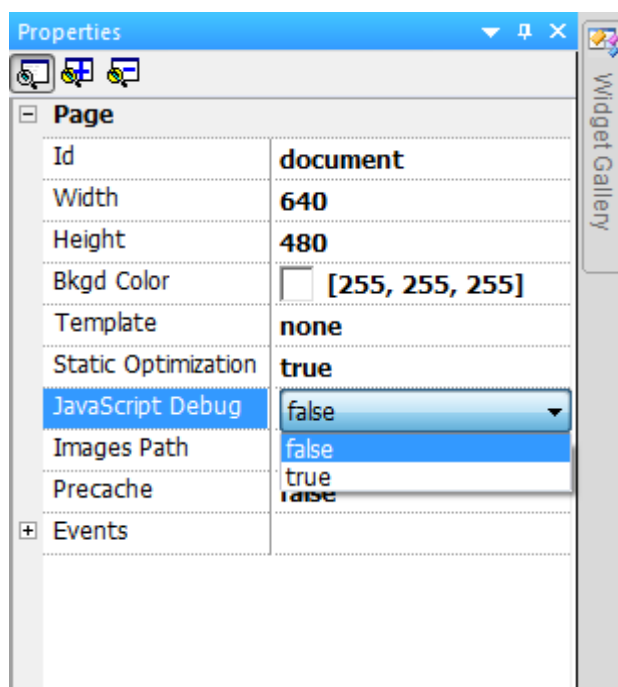 Properties
Page
Id document
Width 640
Height 480
Bkgd Color [255, 255, 255]
Template none
Static Optimization true
JavaScript Debug false
Images Path false
true
Precache false
Events
Widget Gallery